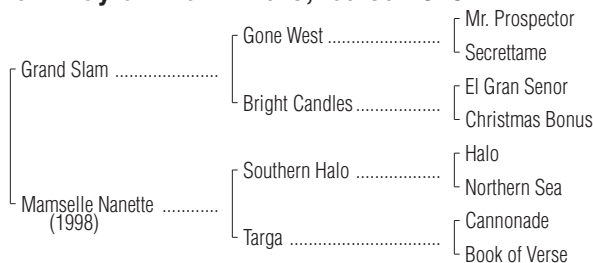 Mr. Prospector
Gone West ....................
Secrettame
Grand Slam ......................
El Gran Senor
Bright Candles..................
Christmas Bonus
Halo
Southern Halo ..................
Northern Sea
Mamselle Nanette ............
(1998)
Cannonade
Targa ................................
Book of Verse